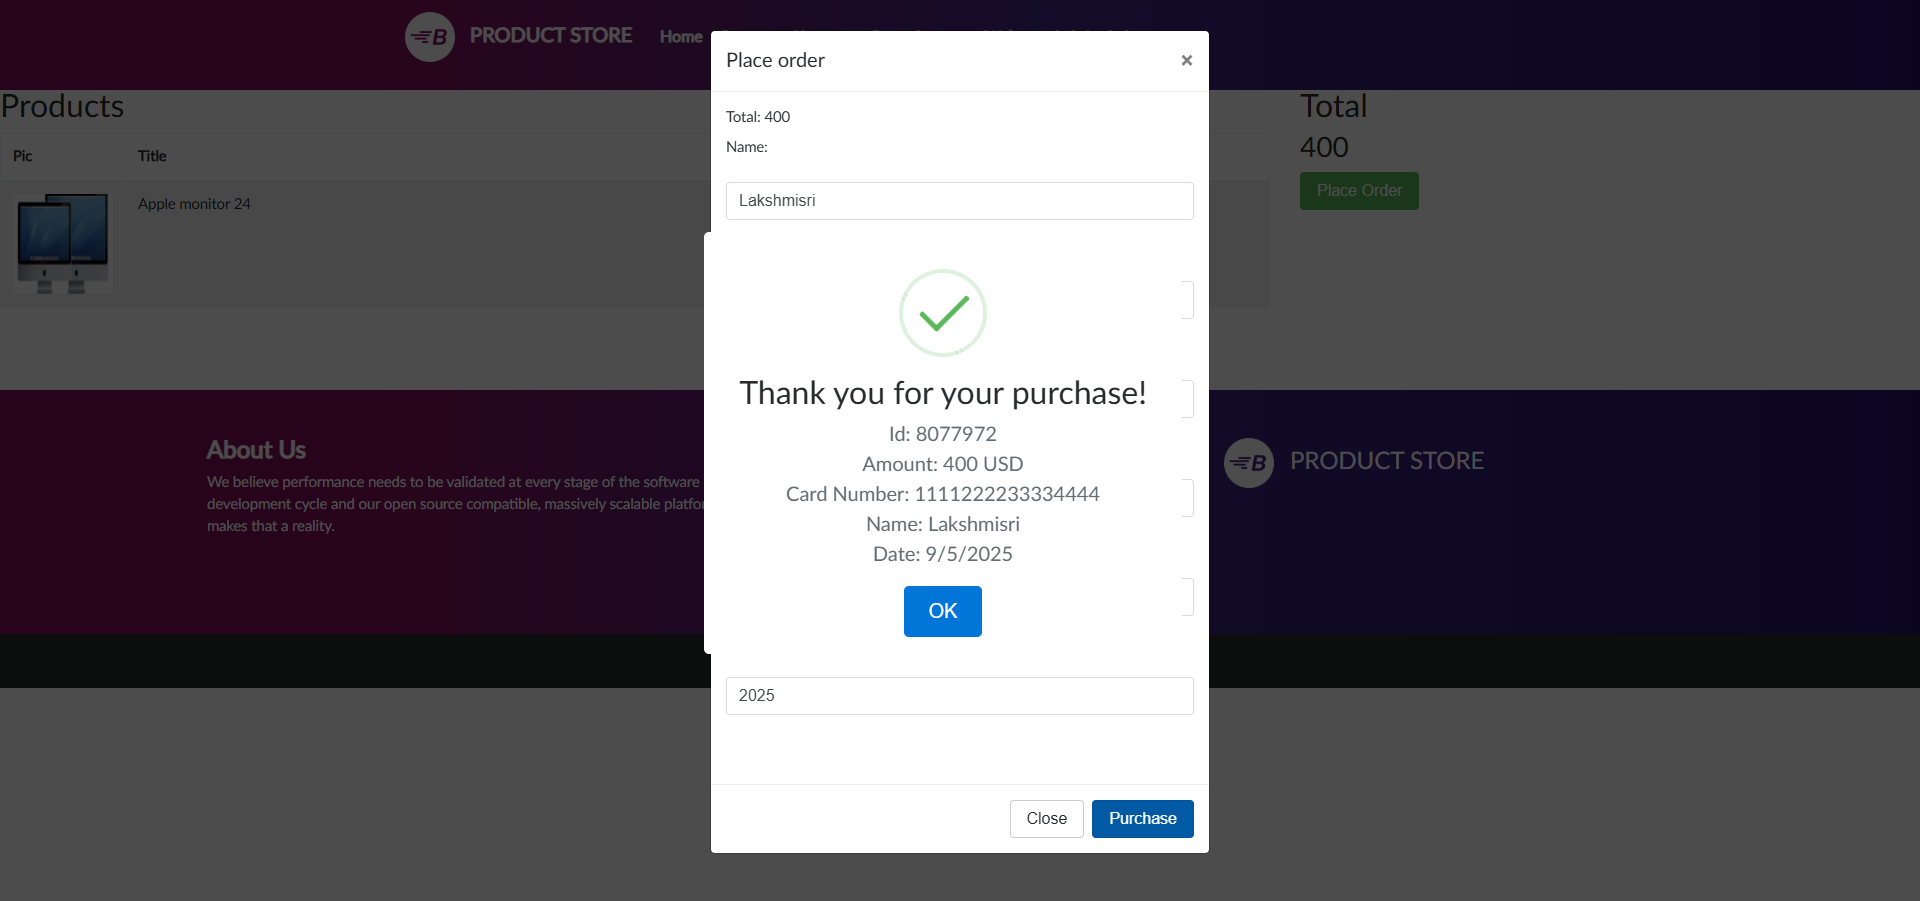 B PRODUCT STORE Home
Place order ×
Total: 400
Name:
Lakshmisri
Thank you for your purchase!
Id: 8077972
Amount: 400 USD
Card Number: 1111222233334444
Name: Lakshmisri
Date: 9/5/2025
OK
2025
Close Purchase
Products
Pic Title
Apple monitor 24
Total
400
Place Order
About Us
We believe performance needs to be validated at every stage of the software
development cycle and our open source compatible, massively scalable
makes that a reality.
B PRODUCT STORE